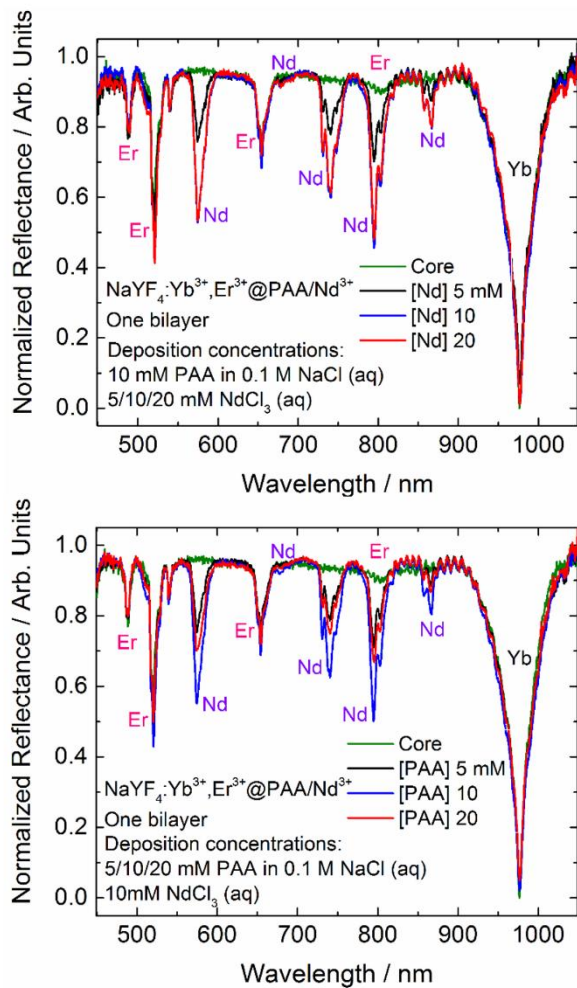 Normalized Reflectance / Arb. Units
1.0
0.8
0.6
0.4
0.2
0.0
Nd
Er
Er
Er
Er
Nd
Nd
Nd
Nd
Yb
Core
[Nd] 5 mM
[Nd] 10
[Nd] 20
NaYF₄:Yb³⁺,Er³⁺@PAA/Nd³⁺
One bilayer
Deposition concentrations:
10 mM PAA in 0.1 M NaCl (aq)
5/10/20 mM NdCl₃ (aq)
500 600 700 800 900 1000
Wavelength / nm
Normalized Reflectance / Arb. Units
1.0
0.8
0.6
0.4
0.2
0.0
Nd
Er
Er
Er
Er
Nd
Nd
Nd
Nd
Yb
Core
[PAA] 5 mM
[PAA] 10
[PAA] 20
NaYF₄:Yb³⁺,Er³⁺@PAA/Nd³⁺
One bilayer
Deposition concentrations:
5/10/20 mM PAA in 0.1 M NaCl (aq)
10mM NdCl₃ (aq)
500 600 700 800 900 1000
Wavelength / nm